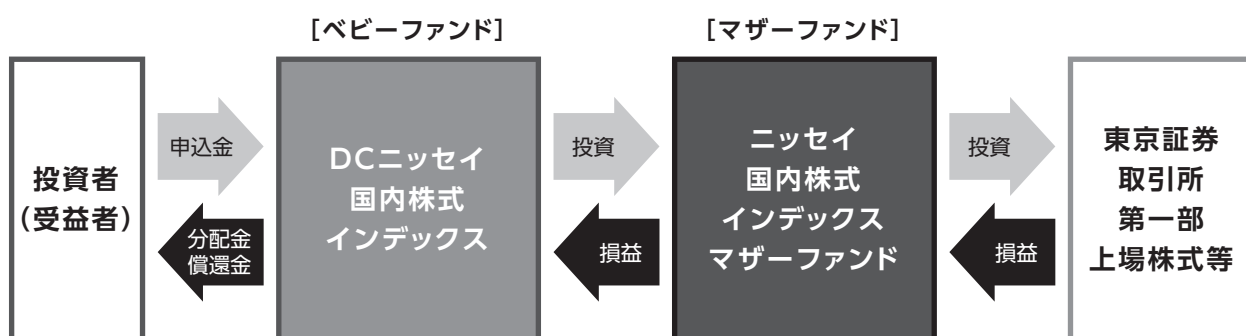 ［ベビーファンド］
［マザーファンド］
投資者
（受益者）
申込金
分配金
償還金
DCニッセイ
国内株式
インデックス
投資
損益
ニッセイ
国内株式
インデックス
マザーファンド
投資
損益
東京証券
取引所
第一部
上場株式等